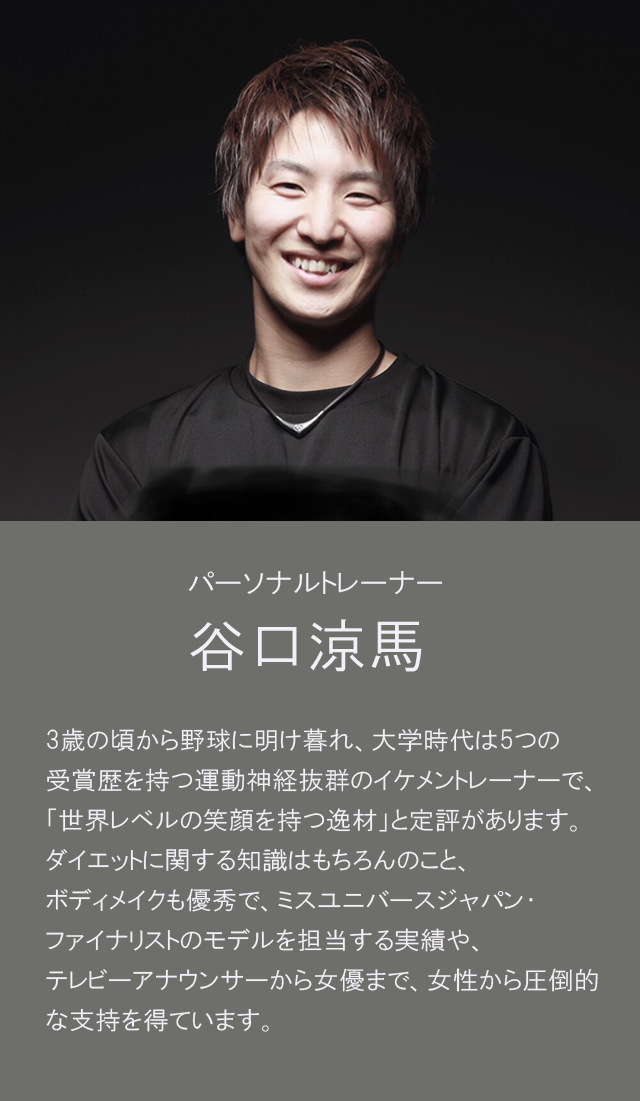 パーソナルトレーナー
谷口涼馬
3歳の頃から野球に明け暮れ、大学時代は5つの
受賞歴を持つ運動神経抜群のイケメントレーナーで、
「世界レベルの笑顔を持つ逸材」と定評があります。
ダイエットに関する知識はもちろんのこと、
ボディメイクも優秀で、ミスユニバースジャパン・
ファイナリストのモデルを担当する実績や、
テレビーアナウンサーから女優まで、女性から圧倒的
な支持を得ています。